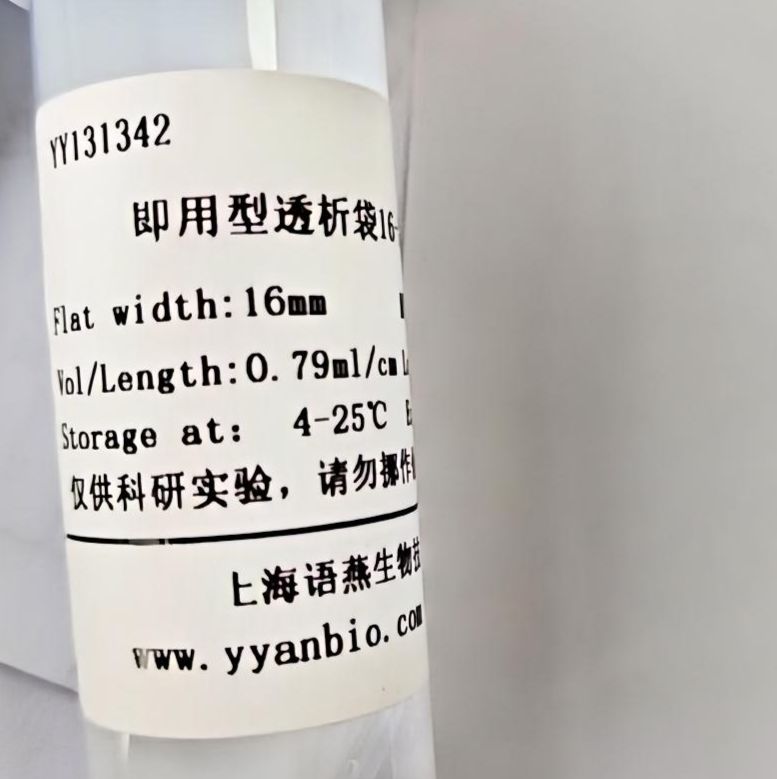 YY131342
即用型透析袋16-
Flat width:16mm
Vol/Length:0.79ml/cm
Storage at: 4-25℃
仅供科研实验，请勿挪作
上海语燕生物技
www.yyanbio.com